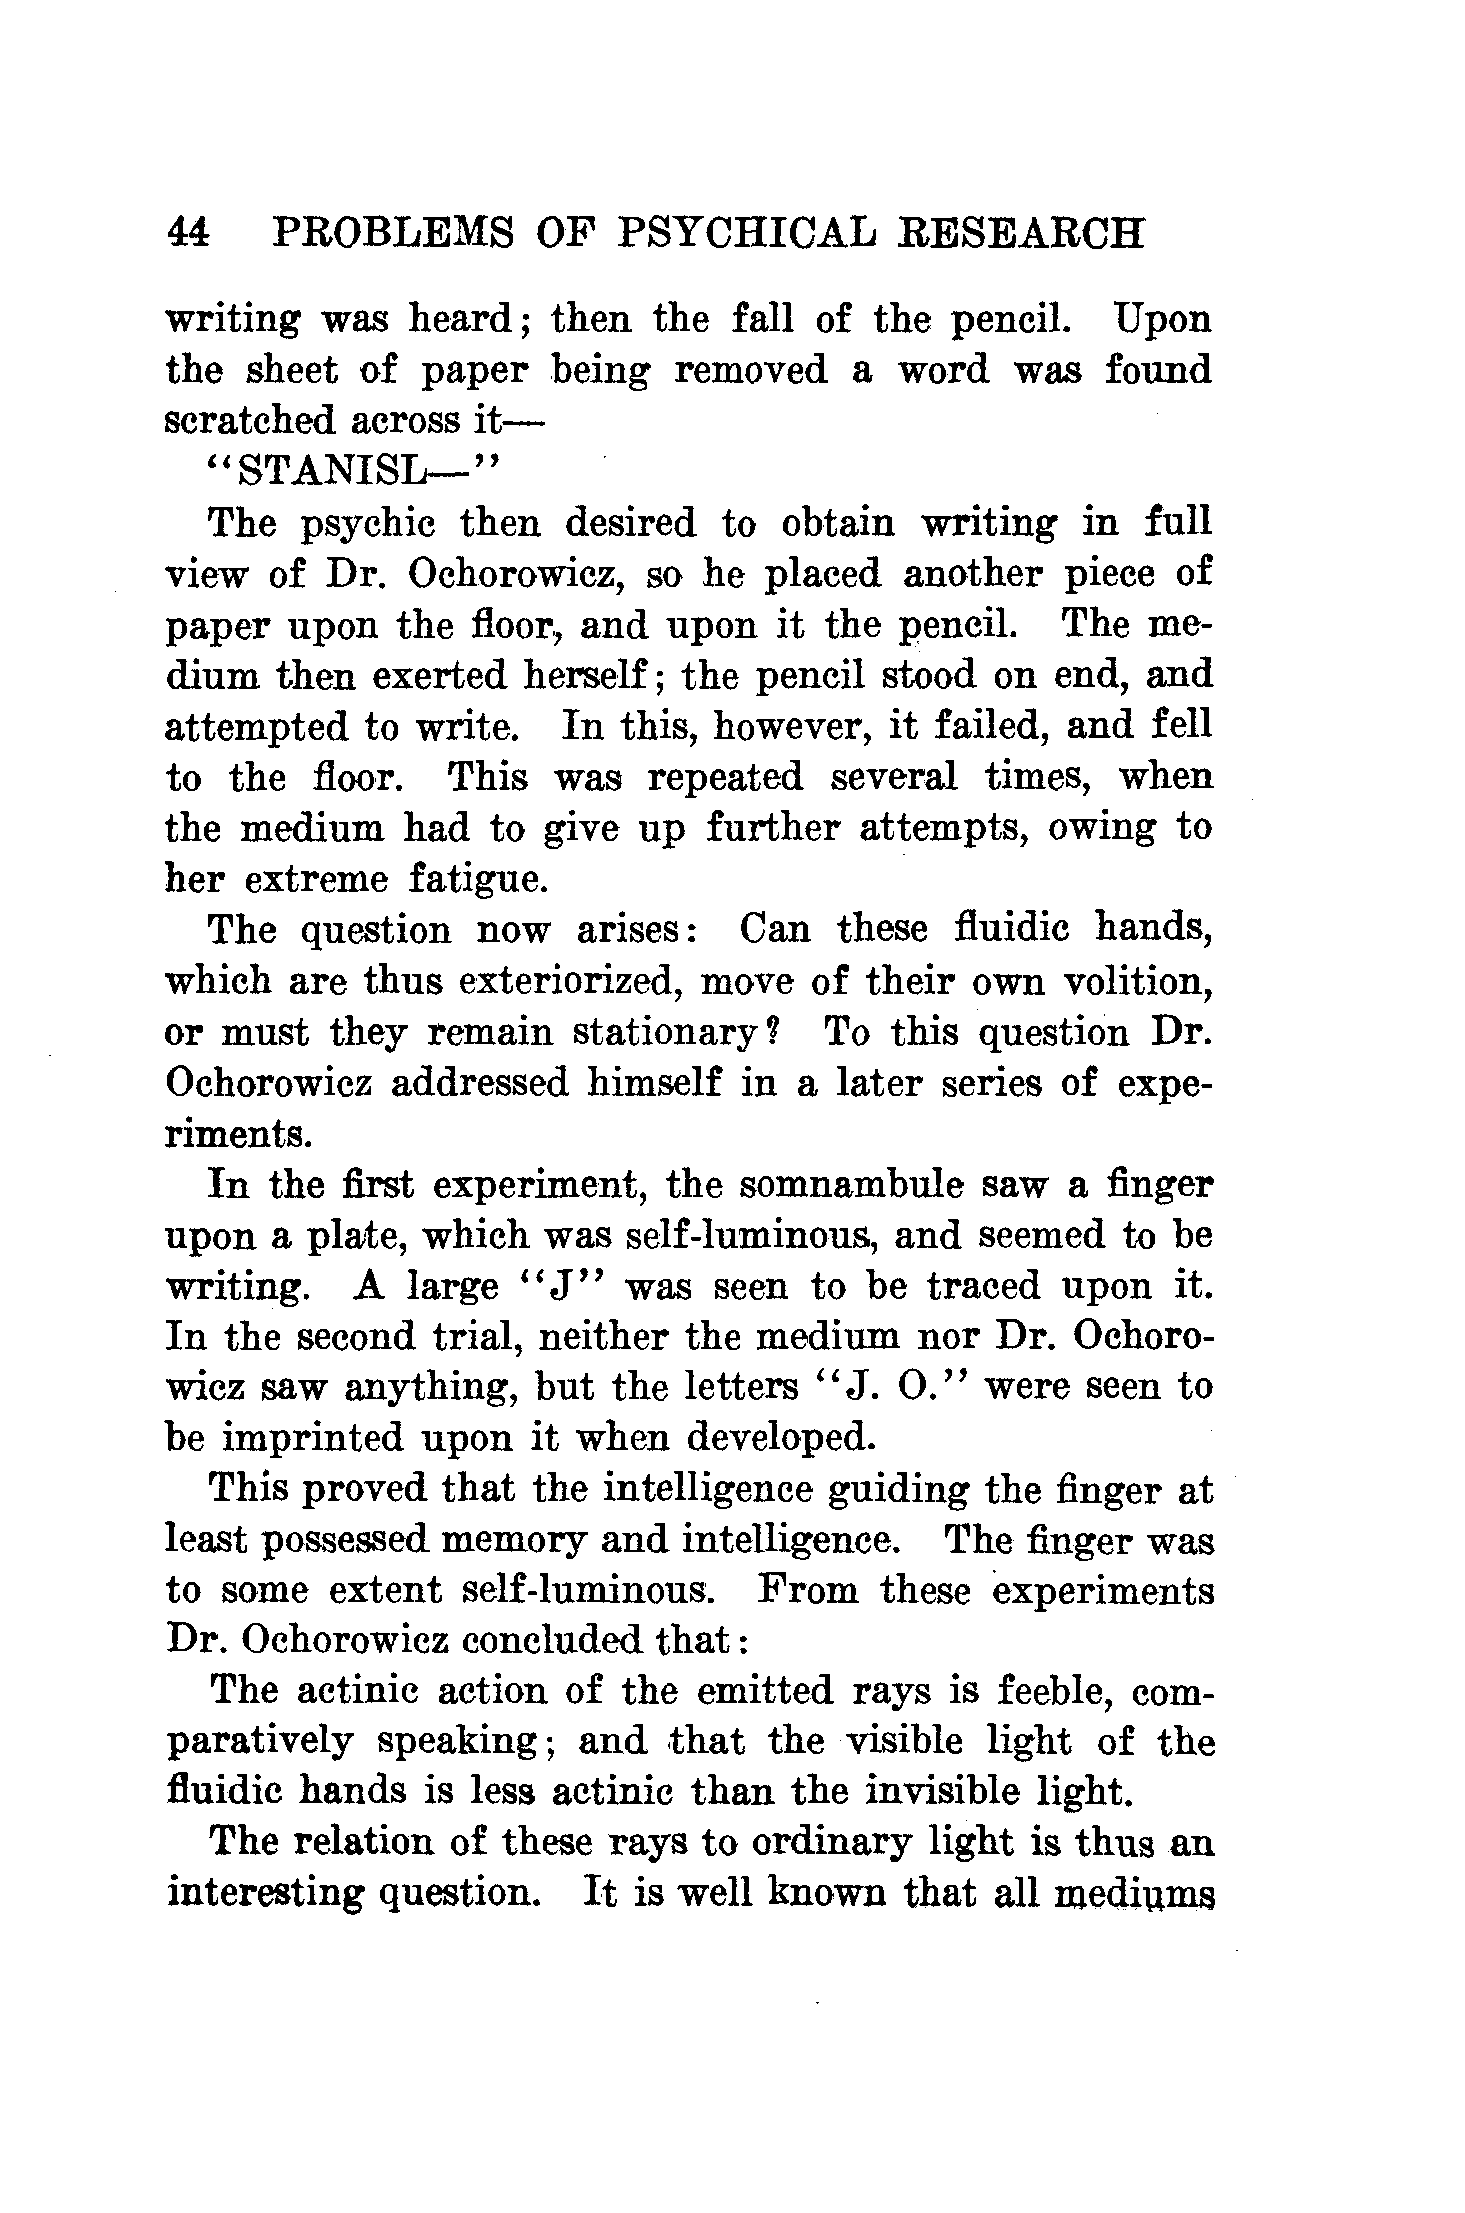 44 PROBLEMS OF PSYCHICAL RESEARCH
writing was heard; then the fall of the pencil. Upon
the sheet of paper being removed a word was found
scratched across it—
“STANISL—”
The psychic then desired to obtain writing in full
view of Dr. Ochorowicz, so he placed another piece of
paper upon the floor, and upon it the pencil. The me-
dium then exerted herself; the pencil stood on end, and
attempted to write. In this, however, it failed, and fell
to the floor. This was repeated several times, when
the medium had to give up further attempts, owing to
her extreme fatigue.
The question now arises: Can these fluidic hands,
which are thus exteriorized, move of their own volition,
or must they remain stationary? To this question Dr.
Ochorowicz addressed himself in a later series of expe-
riments.
In the first experiment, the somnambule saw a finger
upon a plate, which was self-luminous, and seemed to be
writing. A large “J” was seen to be traced upon it.
In the second trial, neither the medium nor Dr. Ochoro-
wicz saw anything, but the letters “J. O.” were seen to
be imprinted upon it when developed.
This proved that the intelligence guiding the finger at
least possessed memory and intelligence. The finger was
to some extent self-luminous. From these experiments
Dr. Ochorowicz concluded that:
The actinic action of the emitted rays is feeble, com-
paratively speaking; and that the visible light of the
fluidic hands is less actinic than the invisible light.
The relation of these rays to ordinary light is thus an
interesting question. It is well known that all mediums